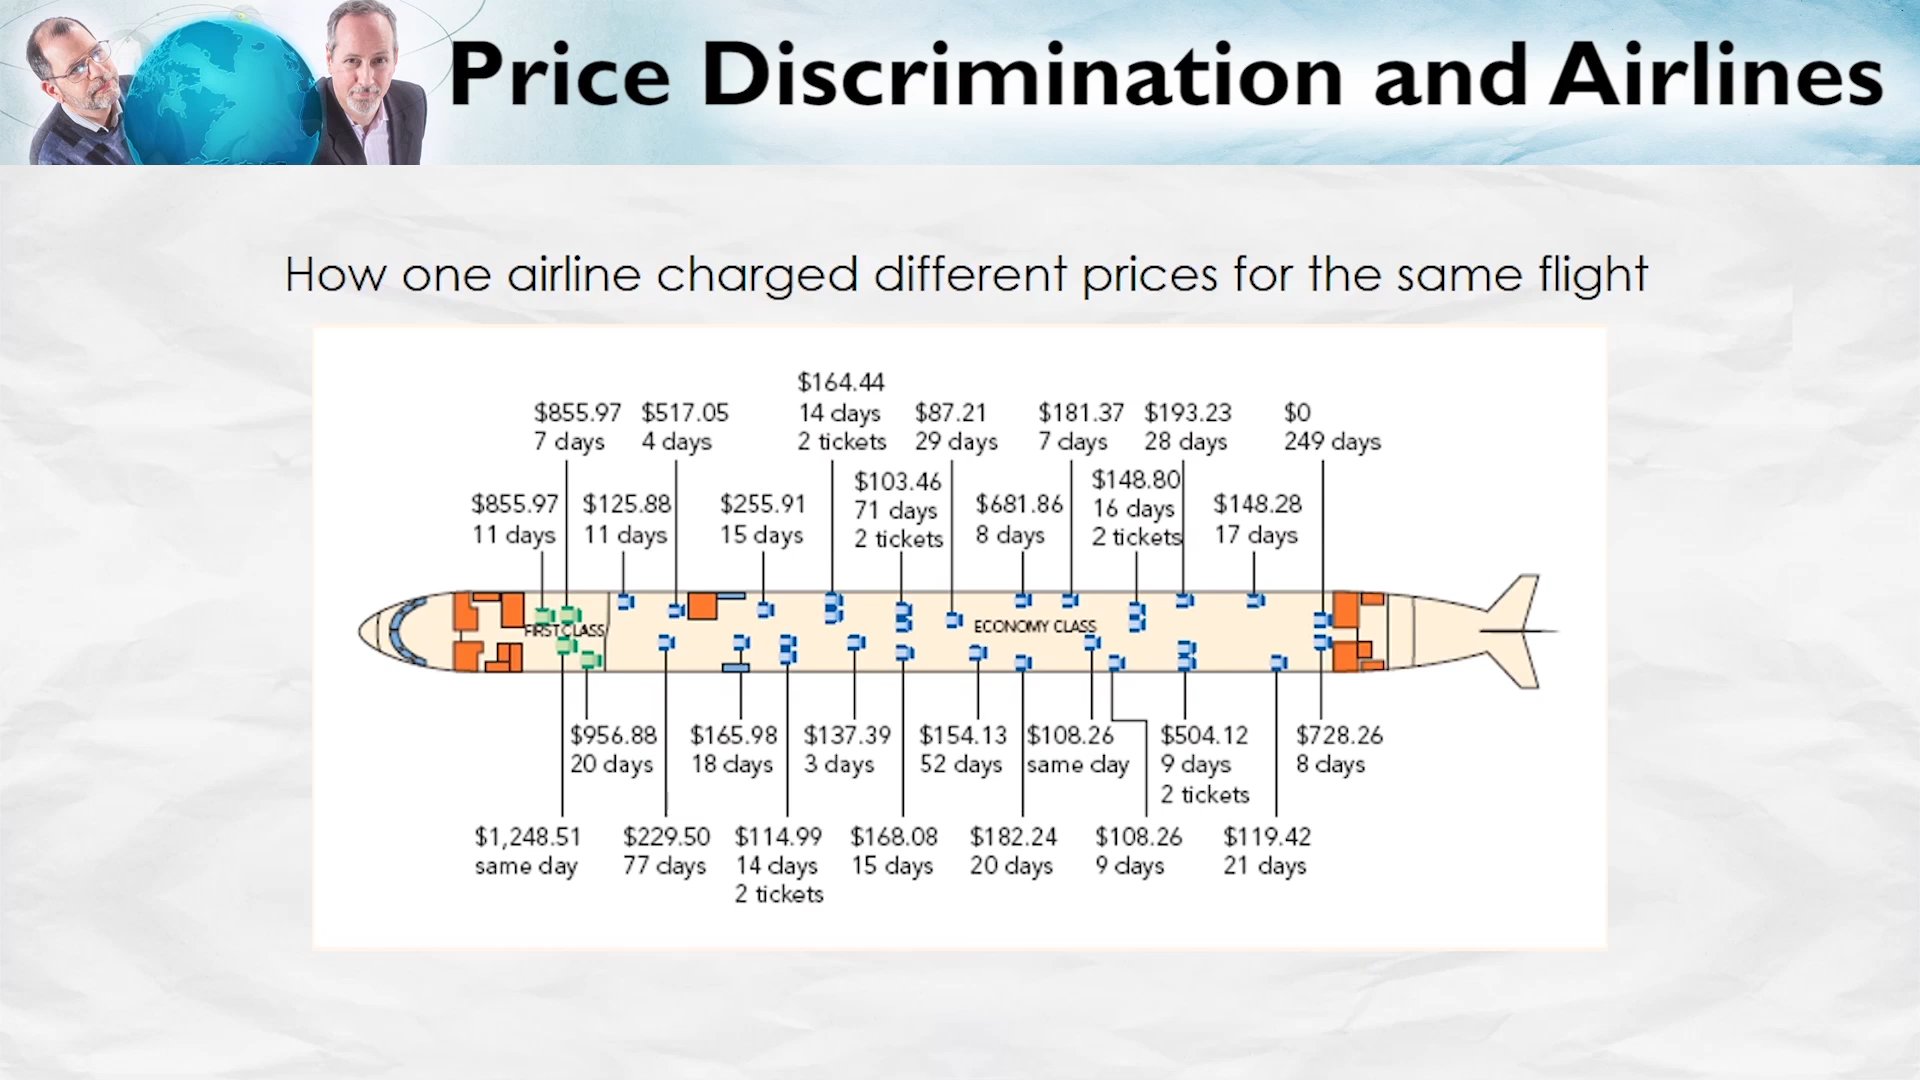 Price Discrimination and Airlines
How one airline charged different prices for the same flight
$164.44
14 days
2 tickets
$855.97
7 days
$517.05
4 days
$87.21
29 days
$181.37
7 days
$193.23
28 days
$0
249 days
$855.97
11 days
$125.88
11 days
$255.91
15 days
$103.46
71 days
2 tickets
$681.86
8 days
$148.80
16 days
2 tickets
$148.28
17 days
FIRST CLASS
ECONOMY CLASS
$956.88
20 days
$165.98
18 days
$137.39
3 days
$154.13
52 days
$108.26
same day
$504.12
9 days
2 tickets
$728.26
8 days
$1,248.51
same day
$229.50
77 days
$114.99
14 days
2 tickets
$168.08
15 days
$182.24
20 days
$108.26
9 days
$119.42
21 days